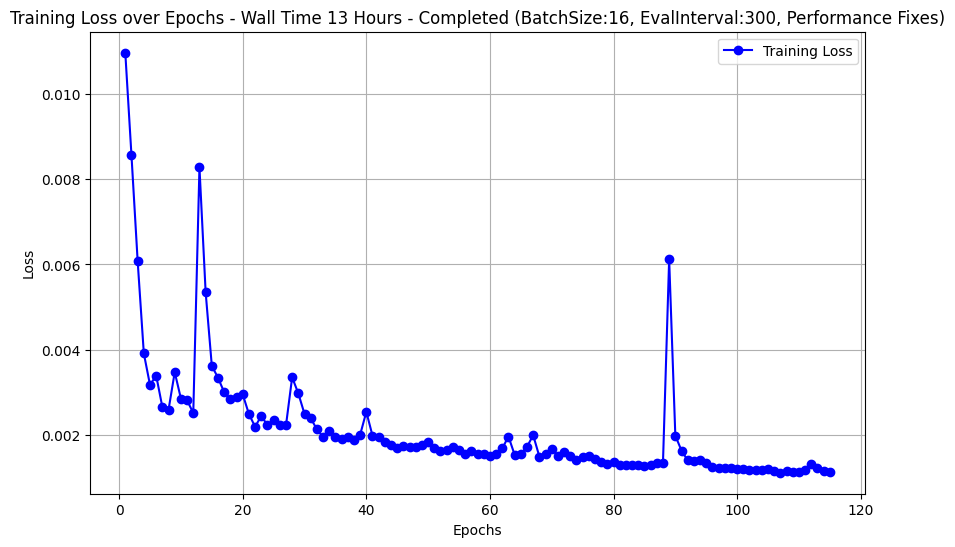 Training Loss over Epochs - Wall Time 13 Hours - Completed (BatchSize:16, EvalInterval:300, Performance Fixes)
Training Loss
0.010
0.008
0.006
0.004
0.002
Loss
0 20 40 60 80 100 120
Epochs